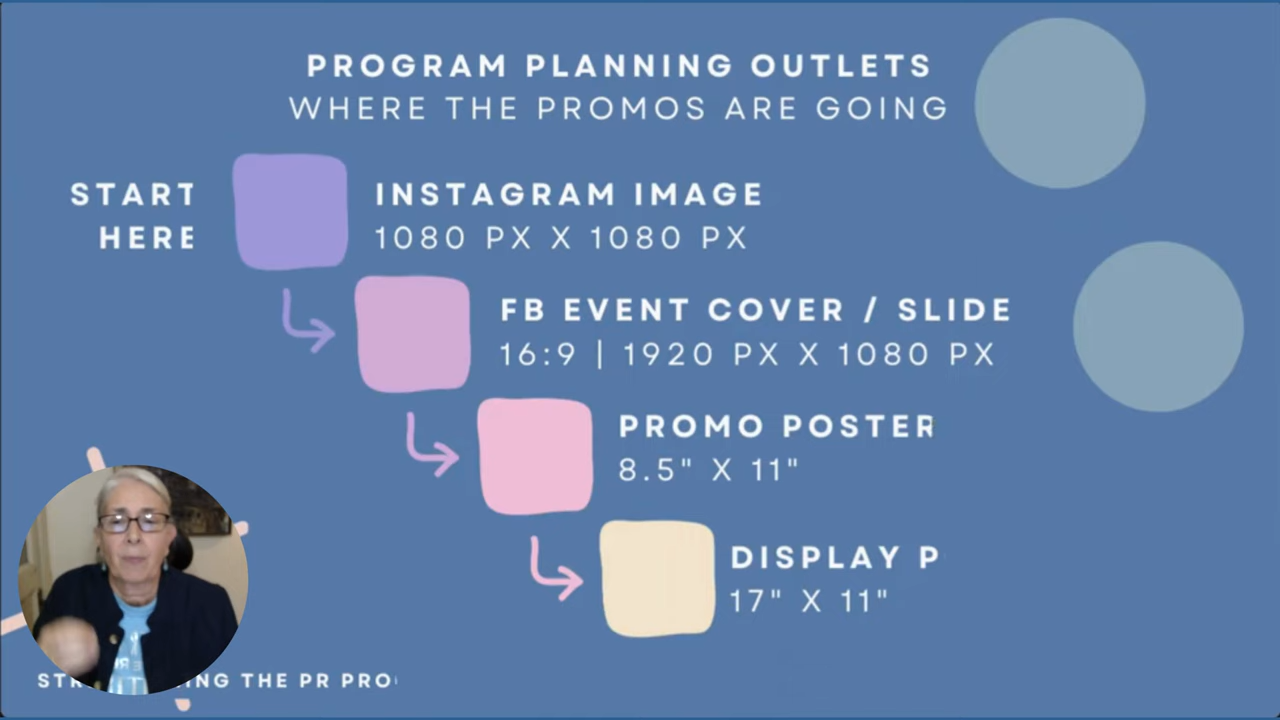 PROGRAM PLANNING OUTLETS
WHERE THE PROMOS ARE GOING
START
HERE
INSTAGRAM IMAGE
1080 PX X 1080 PX
FB EVENT COVER / SLIDE
16:9 | 1920 PX X 1080 PX
PROMO POSTER
8.5" X 11"
DISPLAY P
17" X 11"
THE PR PRO